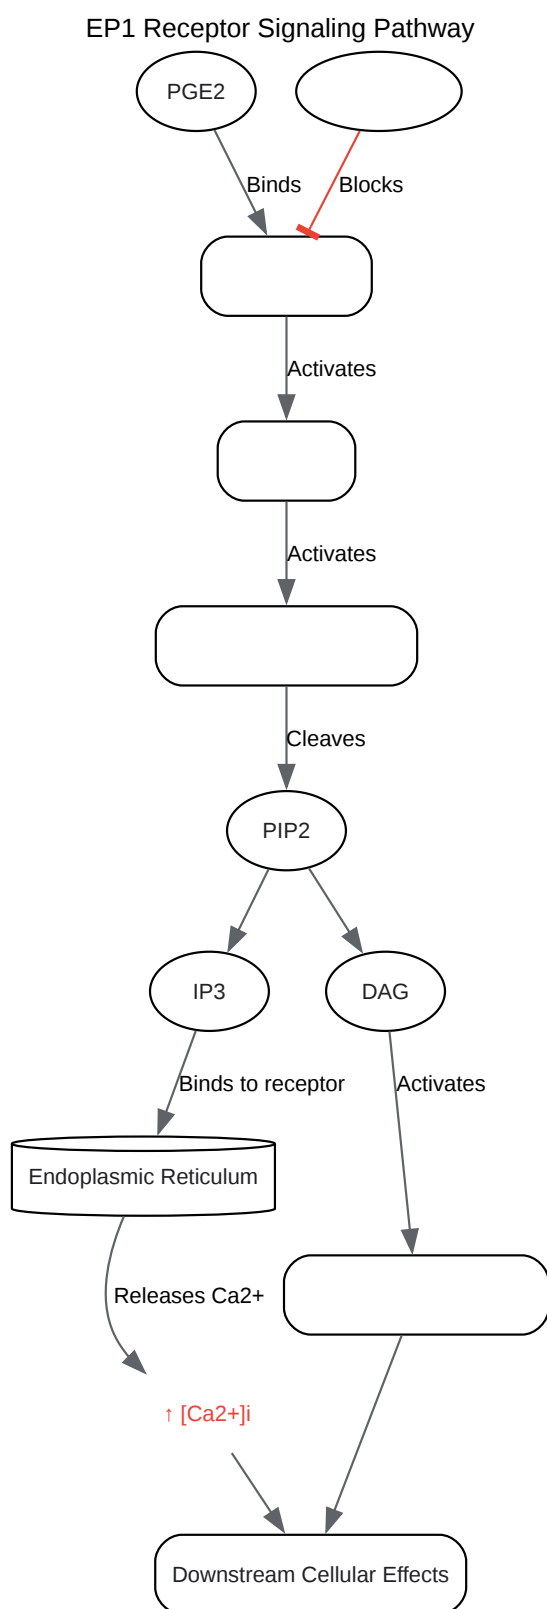 EP1 Receptor Signaling Pathway
PGE2
Binds
Blocks
Activates
Activates
Cleaves
PIP2
IP3
DAG
Binds to receptor
Activates
Endoplasmic Reticulum
Releases Ca2+
↑ [Ca2+]i
Downstream Cellular Effects